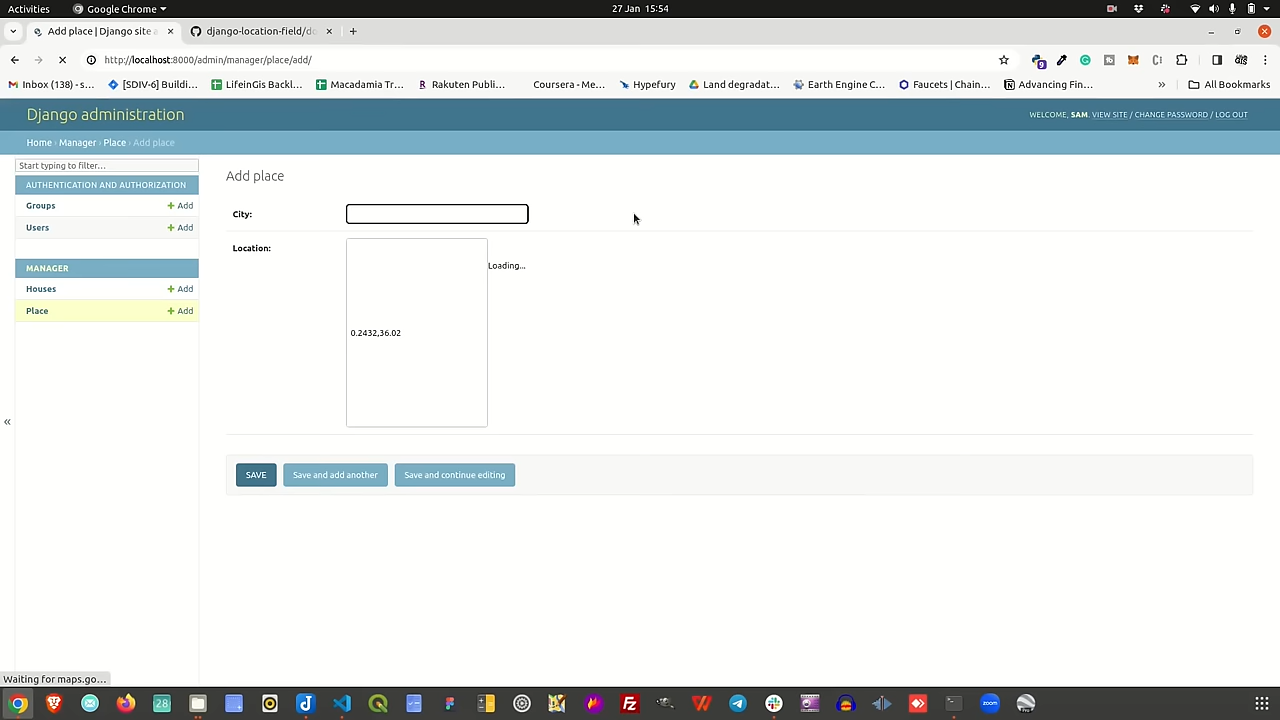 Activities
Google Chrome
27 Jan 15:54
Add place | Django site a
django-location-field/do
http://localhost:8000/admin/manager/place/add/
Inbox (138) - s...
[SDIV-6] Buildi...
LifeinGis Backl...
Macadamia Tr...
Rakuten Publi...
Coursera - Me...
Hypefury
Land degradat...
Earth Engine C...
Faucets | Chain...
Advancing Fin...
»
All Bookmarks
Django administration
WELCOME, SAM. VIEW SITE / CHANGE PASSWORD / LOG OUT
Home › Manager › Place › Add place
Start typing to filter...
AUTHENTICATION AND AUTHORIZATION
Groups
+ Add
Users
+ Add
MANAGER
Houses
+ Add
Place
+ Add
«
Add place
City:
Location:
Loading...
0.2432,36.02
SAVE
Save and add another
Save and continue editing
Waiting for maps.go...
28
zoom